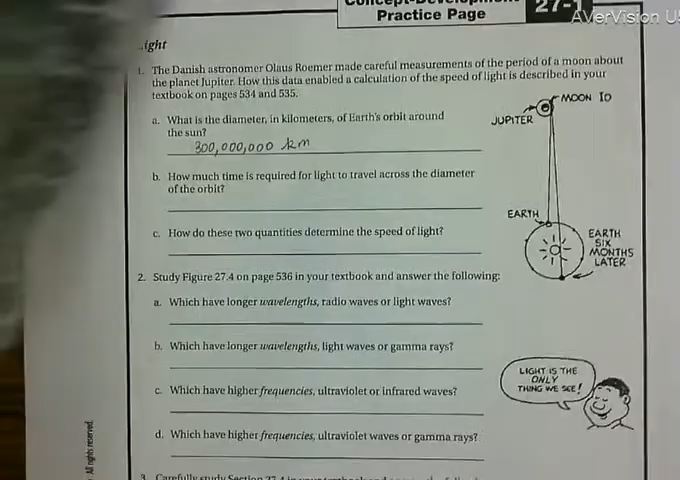 Practice Page
27-1
AVerVision U
ight
1. The Danish astronomer Olaus Roemer made careful measurements of the period of a moon about
the planet Jupiter. How this data enabled a calculation of the speed of light is described in your
textbook on pages 534 and 535.
a. What is the diameter, in kilometers, of Earth's orbit around
the sun?
300,000,000 km
b. How much time is required for light to travel across the diameter
of the orbit?
c. How do these two quantities determine the speed of light?
MOON IO
JUPITER
EARTH
EARTH
SIX
MONTHS
LATER
2. Study Figure 27.4 on page 536 in your textbook and answer the following:
a. Which have longer wavelengths, radio waves or light waves?
b. Which have longer wavelengths, light waves or gamma rays?
c. Which have higher frequencies, ultraviolet or infrared waves?
d. Which have higher frequencies, ultraviolet waves or gamma rays?
LIGHT IS THE
ONLY
THING WE SEE!
All rights reserved.
3. Carefully study Section